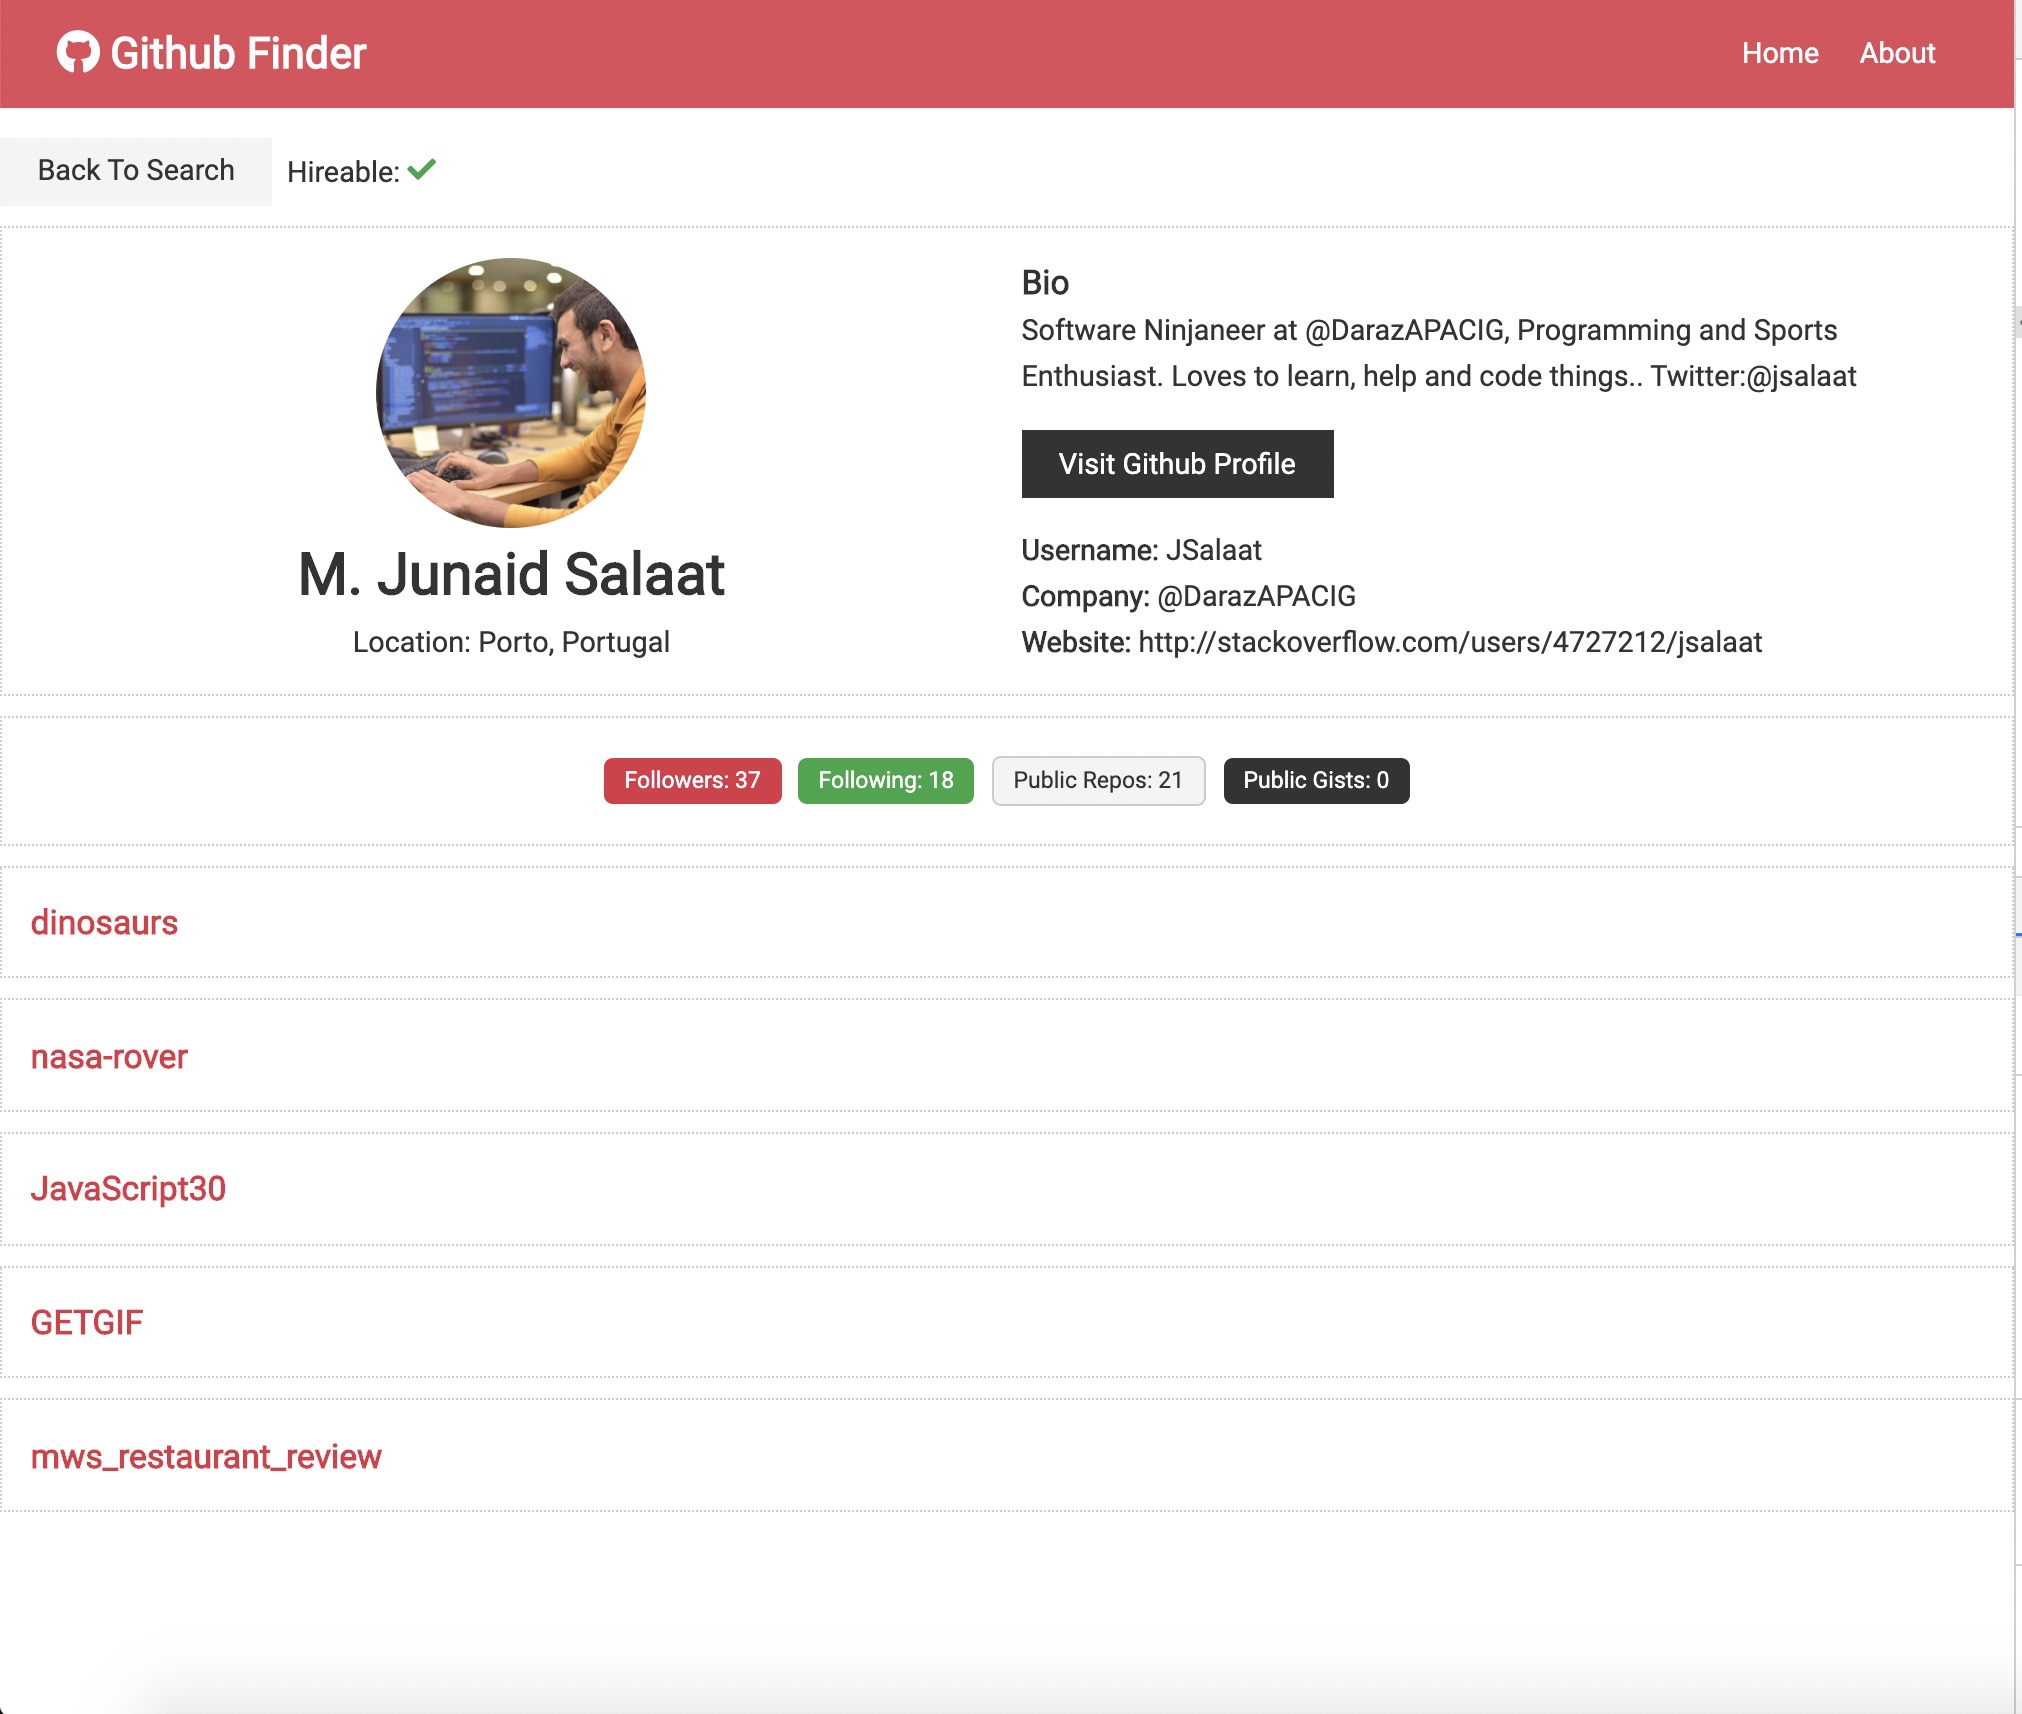 Github Finder
Home
About
Back To Search
Hireable:
Bio
Software Ninjaneer at @DarazAPACIG, Programming and Sports
Enthusiast. Loves to learn, help and code things.. Twitter:@jsalaat
Visit Github Profile
M. Junaid Salaat
Location: Porto, Portugal
Username: JSalaat
Company: @DarazAPACIG
Website: http://stackoverflow.com/users/4727212/jsalaat
Followers: 37
Following: 18
Public Repos: 21
Public Gists: 0
dinosaurs
nasa-rover
JavaScript30
GETGIF
mws_restaurant_review